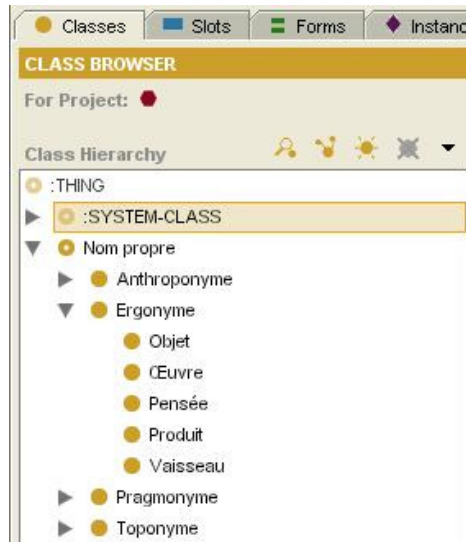 Classes Slots Forms Instanc
CLASS BROWSER
For Project:
Class Hierarchy
:THING
:SYSTEM-CLASS
Nom propre
Anthroponyme
Ergonyme
Objet
Œuvre
Pensée
Produit
Vaisseau
Pragmonyme
Toponyme